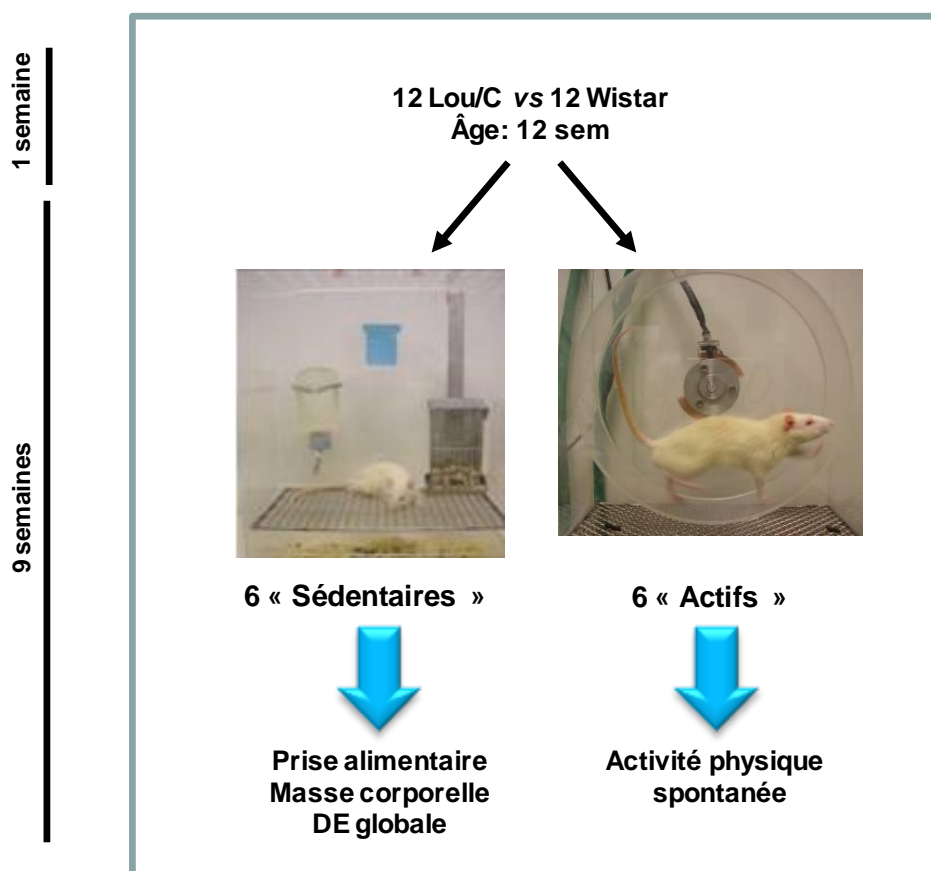 1 semaine
12 Lou/C vs 12 Wistar
Âge: 12 sem
9 semaines
6 « Sédentaires »
6 « Actifs »
Prise alimentaire
Masse corporelle
DE globale
Activité physique
spontanée